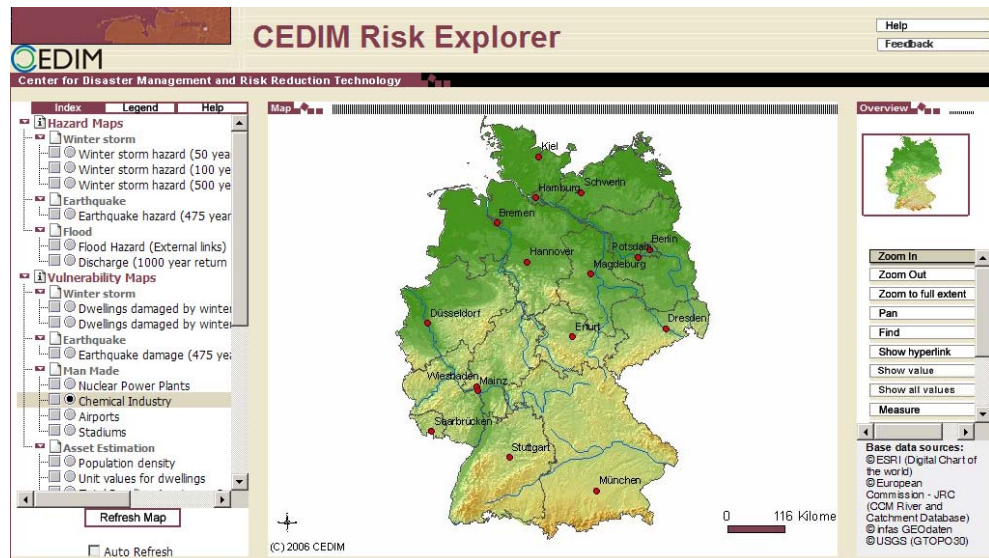 CEDIM Risk Explorer
Help
Feedback
CEDIM
Center for Disaster Management and Risk Reduction Technology
Index Legend Help
Hazard Maps
Winter storm
Winter storm hazard (50 yea
Winter storm hazard (100 ye
Winter storm hazard (500 ye
Earthquake
Earthquake hazard (475 year
Flood
Flood Hazard (External links)
Discharge (1000 year return
Vulnerability Maps
Winter storm
Dwellings damaged by winter
Dwellings damaged by winter
Earthquake
Earthquake damage (475 yea
Man Made
Nuclear Power Plants
Chemical Industry
Airports
Stadiums
Asset Estimation
Population density
Unit values for dwellings
Refresh Map
Auto Refresh
Map
Kiel
Hamburg
Schwerin
Bremen
Hannover
Potsdam
Berlin
Magdeburg
Düsseldorf
Erfurt
Dresden
Wiesbaden
Mainz
Saarbrücken
Stuttgart
München
0 116 Kilome
(C) 2006 CEDIM
Overview
Zoom In
Zoom Out
Zoom to full extent
Pan
Find
Show hyperlink
Show value
Show all values
Measure
Base data sources:
©ESRI (Digital Chart of
the world)
©European
Commission - JRC
(CCM River and
Catchment Database)
©infas GEOdaten
©USGS (GTOPO30)